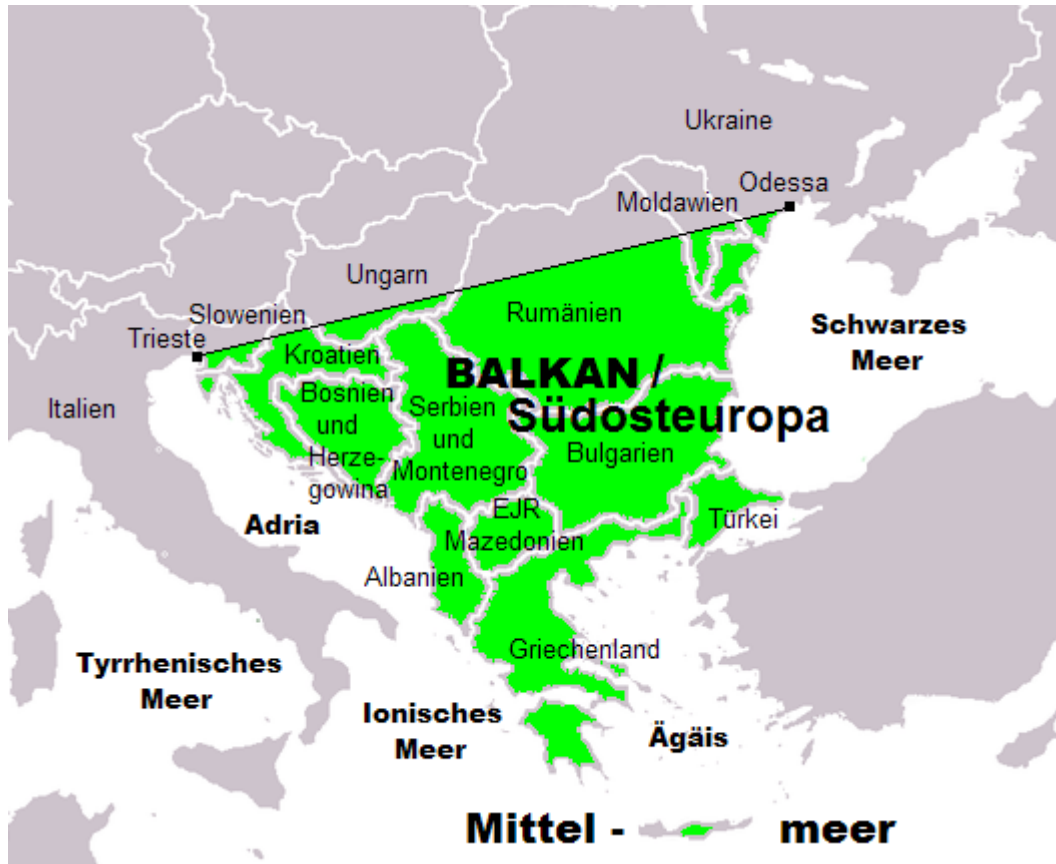 Ukraine
Odessa
Moldawien
Ungarn
Slowenien
Rumänien
Trieste
Kroatien
Schwarzes
Meer
BALKAN /
Südosteuropa
Italien
Bosnien
und
Herze-
gowina
Serbien
und
Montenegro
Bulgarien
EJR
Mazedonien
Türkei
Adria
Albanien
Griechenland
Tyrrhenisches
Meer
Ionisches
Meer
Ägäis
Mittel - meer